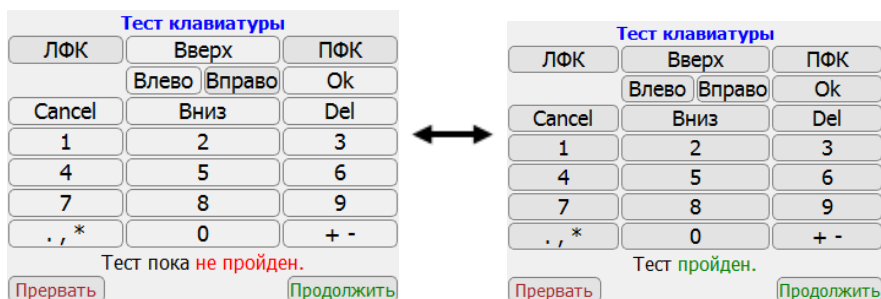 Тест клавиатуры
ЛФК Вверх ПФК
Влево Вправо Ok
Cancel Вниз Del
1 2 3
4 5 6
7 8 9
. , * 0 + -
Тест пока не пройден.
Прервать Продолжить
Тест клавиатуры
ЛФК Вверх ПФК
Влево Вправо Ok
Cancel Вниз Del
1 2 3
4 5 6
7 8 9
. , * 0 + -
Тест пройден.
Прервать Продолжить